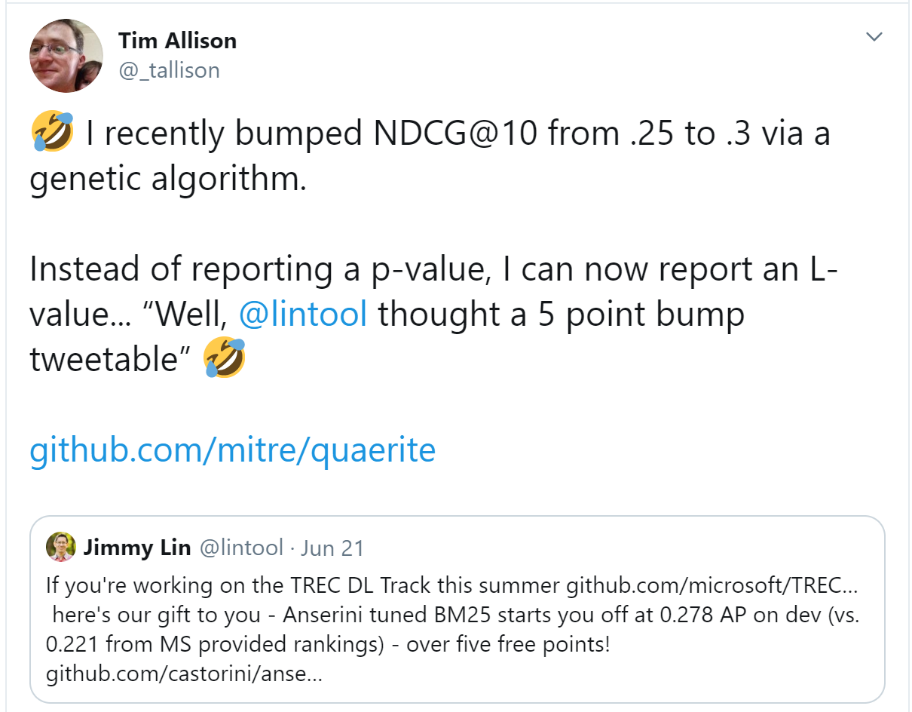 Tim Allison
@_tallison
🤣 I recently bumped NDCG@10 from .25 to .3 via a
genetic algorithm.
Instead of reporting a p-value, I can now report an L-
value... “Well, @lintool thought a 5 point bump
tweetable” 🤣
github.com/mitre/quaerite
Jimmy Lin @lintool · Jun 21
If you're working on the TREC DL Track this summer github.com/microsoft/TREC...
here's our gift to you - Anserini tuned BM25 starts you off at 0.278 AP on dev (vs.
0.221 from MS provided rankings) - over five free points!
github.com/castorini/anse...